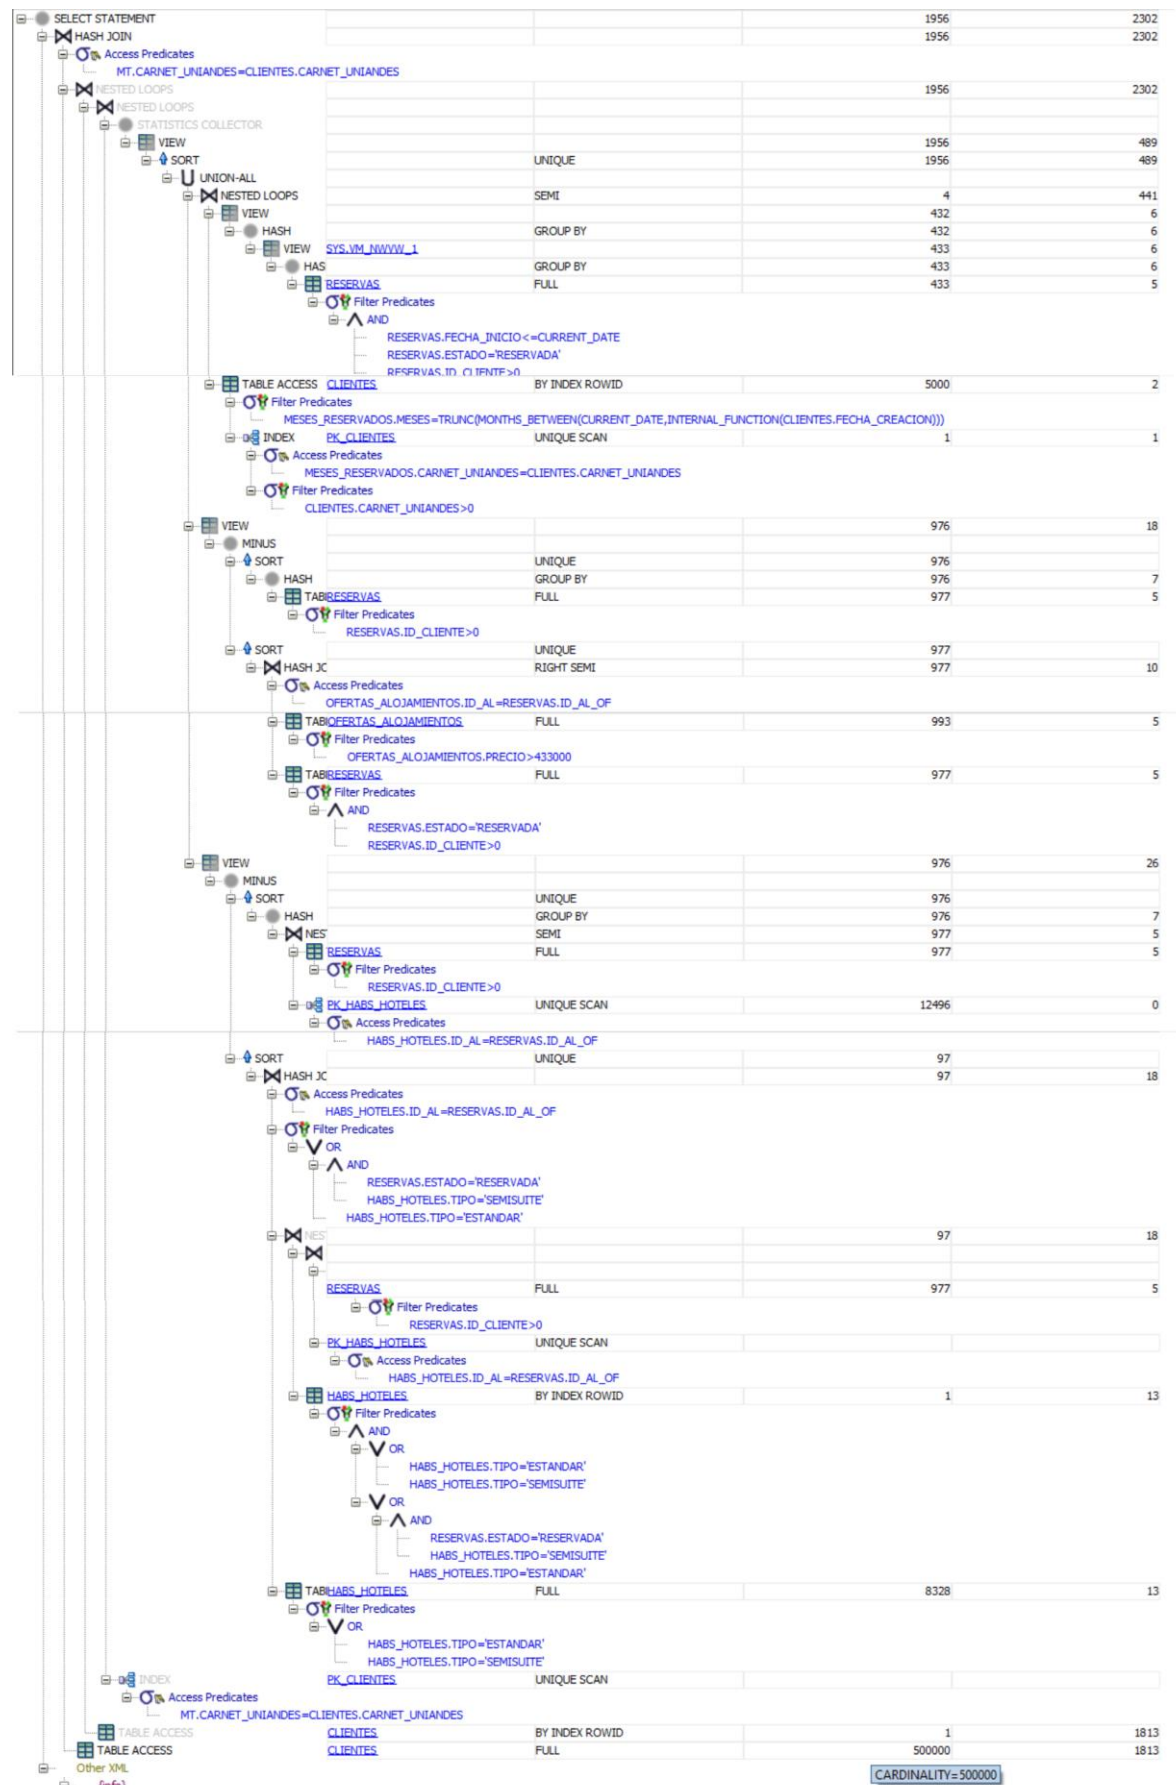 SELECT STATEMENT 1956 2302
HASH JOIN 1956 2302
Access Predicates
MT.CARNET_UNIANDES=CLIENTES.CARNET_UNIANDES
NESTED LOOPS 1956 2302
NESTED LOOPS
STATISTICS COLLECTOR
VIEW 1956 489
SORT UNIQUE 1956 489
UNION-ALL
NESTED LOOPS SEMI 4 441
VIEW 432 6
HASH GROUP BY 432 6
VIEW SYS.VM_NWVW_1 433 6
HAS GROUP BY 433 6
RESERVAS FULL 433 5
Filter Predicates
AND
RESERVAS.FECHA_INICIO<=CURRENT_DATE
RESERVAS.ESTADO='RESERVADA'
RESERVAS.ID_CLIENTE>0
TABLE ACCESS CLIENTES BY INDEX ROWID 5000 2
Filter Predicates
MESES_RESERVADOS.MESES=TRUNC(MONTHS_BETWEEN(CURRENT_DATE,INTERNAL_FUNCTION(CLIENTES.FECHA_CREACION)))
INDEX PK_CLIENTES UNIQUE SCAN 1 1
Access Predicates
MESES_RESERVADOS.CARNET_UNIANDES=CLIENTES.CARNET_UNIANDES
Filter Predicates
CLIENTES.CARNET_UNIANDES>0
VIEW 976 18
MINUS
SORT UNIQUE 976
HASH GROUP BY 976 7
TAB RESERVAS FULL 977 5
Filter Predicates
RESERVAS.ID_CLIENTE>0
SORT UNIQUE 977
HASH JC RIGHT SEMI 977 10
Access Predicates
OFERTAS_ALOJAMIENTOS.ID_AL=RESERVAS.ID_AL_OF
TAB OFERTAS_ALOJAMIENTOS FULL 993 5
Filter Predicates
OFERTAS_ALOJAMIENTOS.PRECIO>433000
TAB RESERVAS FULL 977 5
Filter Predicates
AND
RESERVAS.ESTADO='RESERVADA'
RESERVAS.ID_CLIENTE>0
VIEW 976 26
MINUS
SORT UNIQUE 976
HASH GROUP BY 976 7
NES SEMI 977 5
RESERVAS FULL 977 5
Filter Predicates
RESERVAS.ID_CLIENTE>0
PK_HABS_HOTELES UNIQUE SCAN 12496 0
Access Predicates
HABS_HOTELES.ID_AL=RESERVAS.ID_AL_OF
SORT UNIQUE 97
HASH JC 97 18
Access Predicates
HABS_HOTELES.ID_AL=RESERVAS.ID_AL_OF
Filter Predicates
OR
AND
RESERVAS.ESTADO='RESERVADA'
HABS_HOTELES.TIPO='SEMISUITE'
HABS_HOTELES.TIPO='ESTANDAR'
NES 97 18
RESERVAS FULL 977 5
Filter Predicates
RESERVAS.ID_CLIENTE>0
PK_HABS_HOTELES UNIQUE SCAN
Access Predicates
HABS_HOTELES.ID_AL=RESERVAS.ID_AL_OF
HABS_HOTELES BY INDEX ROWID 1 13
Filter Predicates
AND
OR
HABS_HOTELES.TIPO='ESTANDAR'
HABS_HOTELES.TIPO='SEMISUITE'
OR
AND
RESERVAS.ESTADO='RESERVADA'
HABS_HOTELES.TIPO='SEMISUITE'
HABS_HOTELES.TIPO='ESTANDAR'
TAB HABS_HOTELES FULL 8328 13
Filter Predicates
OR
HABS_HOTELES.TIPO='ESTANDAR'
HABS_HOTELES.TIPO='SEMISUITE'
INDEX PK_CLIENTES UNIQUE SCAN
Access Predicates
MT.CARNET_UNIANDES=CLIENTES.CARNET_UNIANDES
TABLE ACCESS CLIENTES BY INDEX ROWID 1 1813
TABLE ACCESS CLIENTES FULL 500000 1813
Other XML
CARDINALITY=500000
{info}